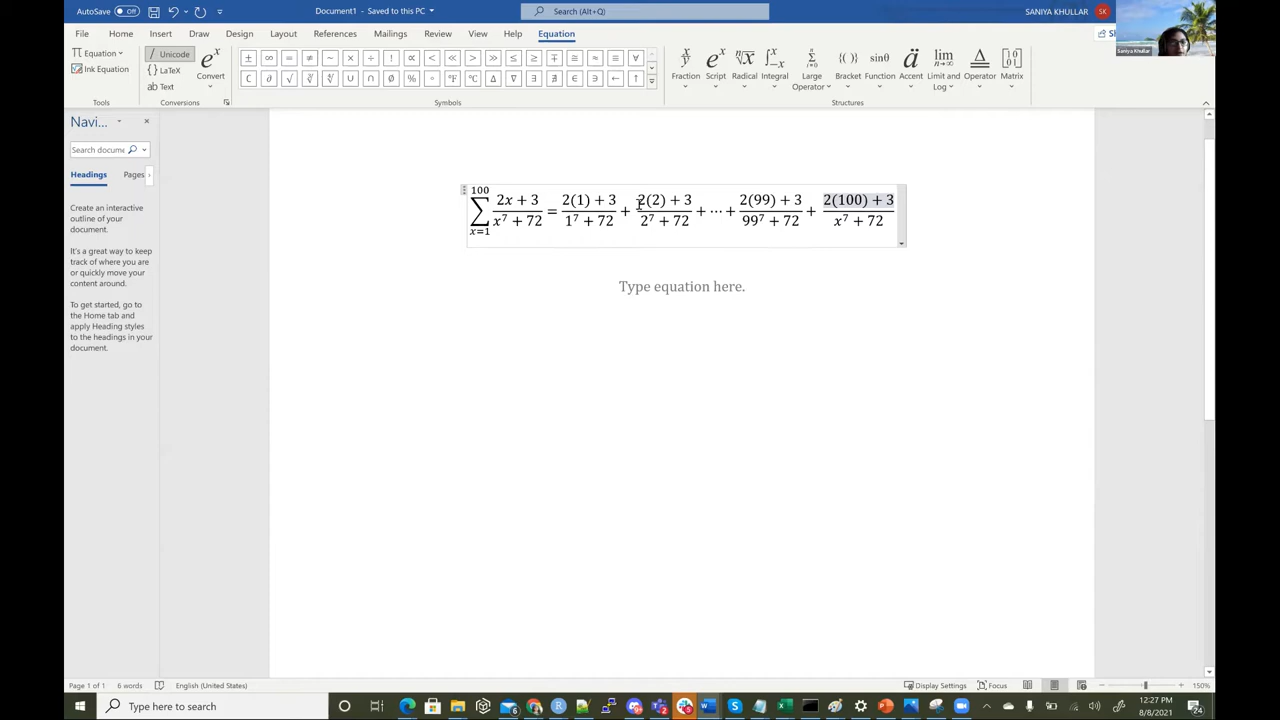 AutoSave Off
Document1 - Saved to this PC
Search (Alt+Q)
SANIYA KHULLAR SK
Saniya Khullar
File Home Insert Draw Design Layout References Mailings Review View Help Equation
Equation
Ink Equation
Unicode
LaTeX
Text
Convert
Fraction Script Radical Integral Large Operator Bracket Function Accent Limit and Log Operator Matrix
Tools Conversions Symbols Structures
Navi...
Search docume
Headings Pages
Create an interactive
outline of your
document.
It's a great way to keep
track of where you are
or quickly move your
content around.
To get started, go to
the Home tab and
apply Heading styles
to the headings in your
document.
∑_{x=1}^{100} (2x + 3)/(x⁷ + 72) = (2(1) + 3)/(1⁷ + 72) + (2(2) + 3)/(2⁷ + 72) + ⋯ + (2(99) + 3)/(99⁷ + 72) + (2(100) + 3)/(x⁷ + 72)
Type equation here.
Page 1 of 1 6 words English (United States) Display Settings Focus 150%
Type here to search
12:27 PM
8/8/2021
24